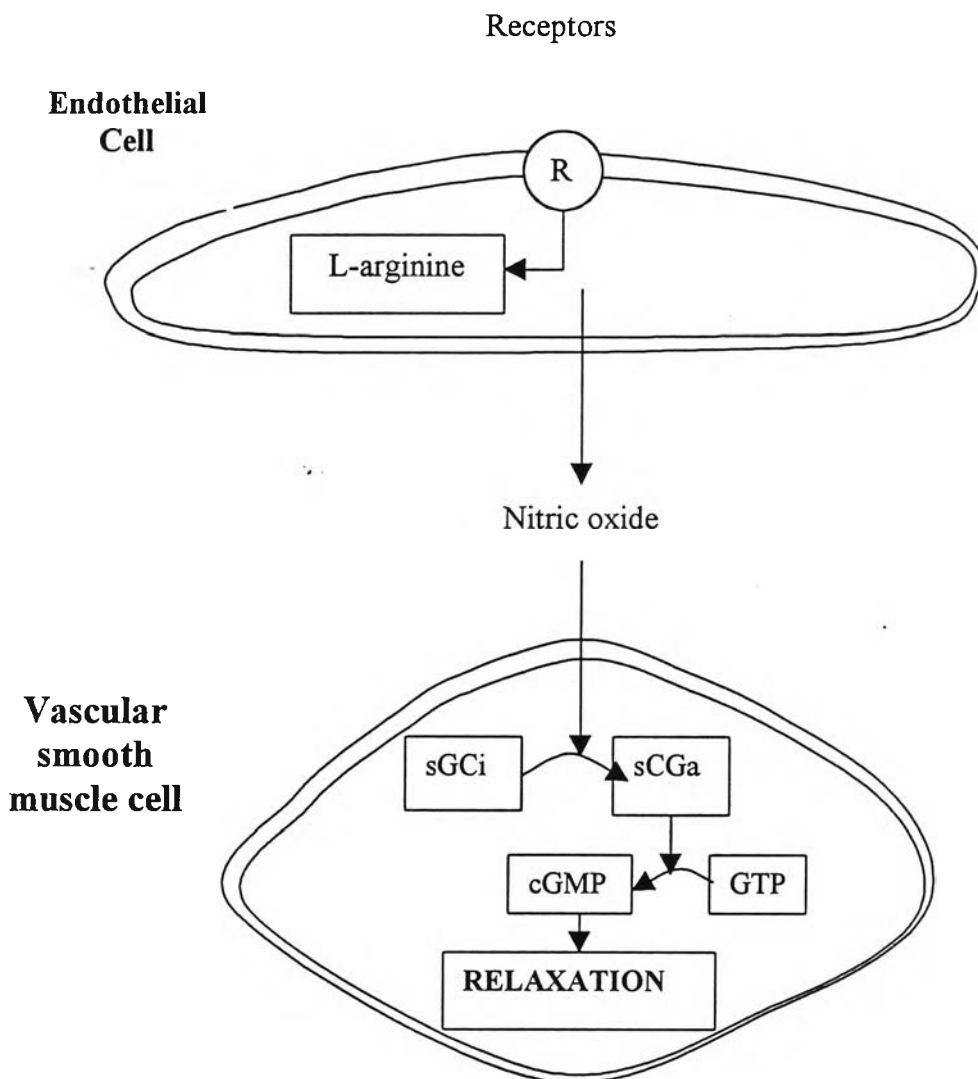 Receptors
Endothelial
Cell
R
L-arginine
Nitric oxide
Vascular
smooth
muscle cell
sGCi
sCGa
cGMP
GTP
RELAXATION